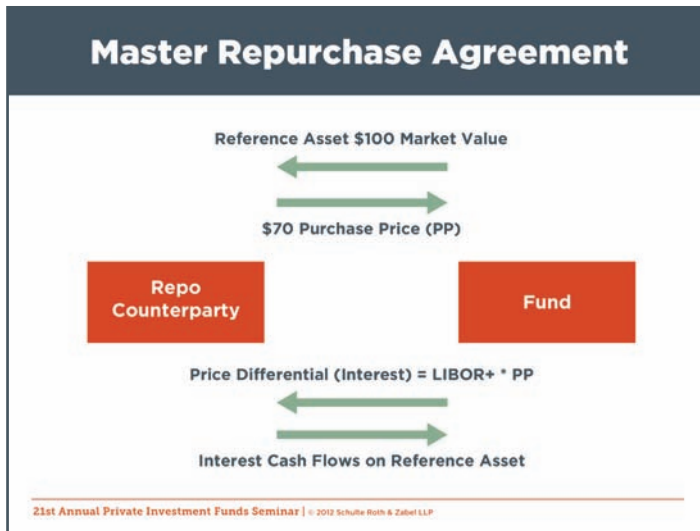 Master Repurchase Agreement
Reference Asset $100 Market Value
$70 Purchase Price (PP)
Repo
Counterparty
Fund
Price Differential (Interest) = LIBOR+ * PP
Interest Cash Flows on Reference Asset
21st Annual Private Investment Funds Seminar | © 2012 Schulte Roth & Zabel LLP